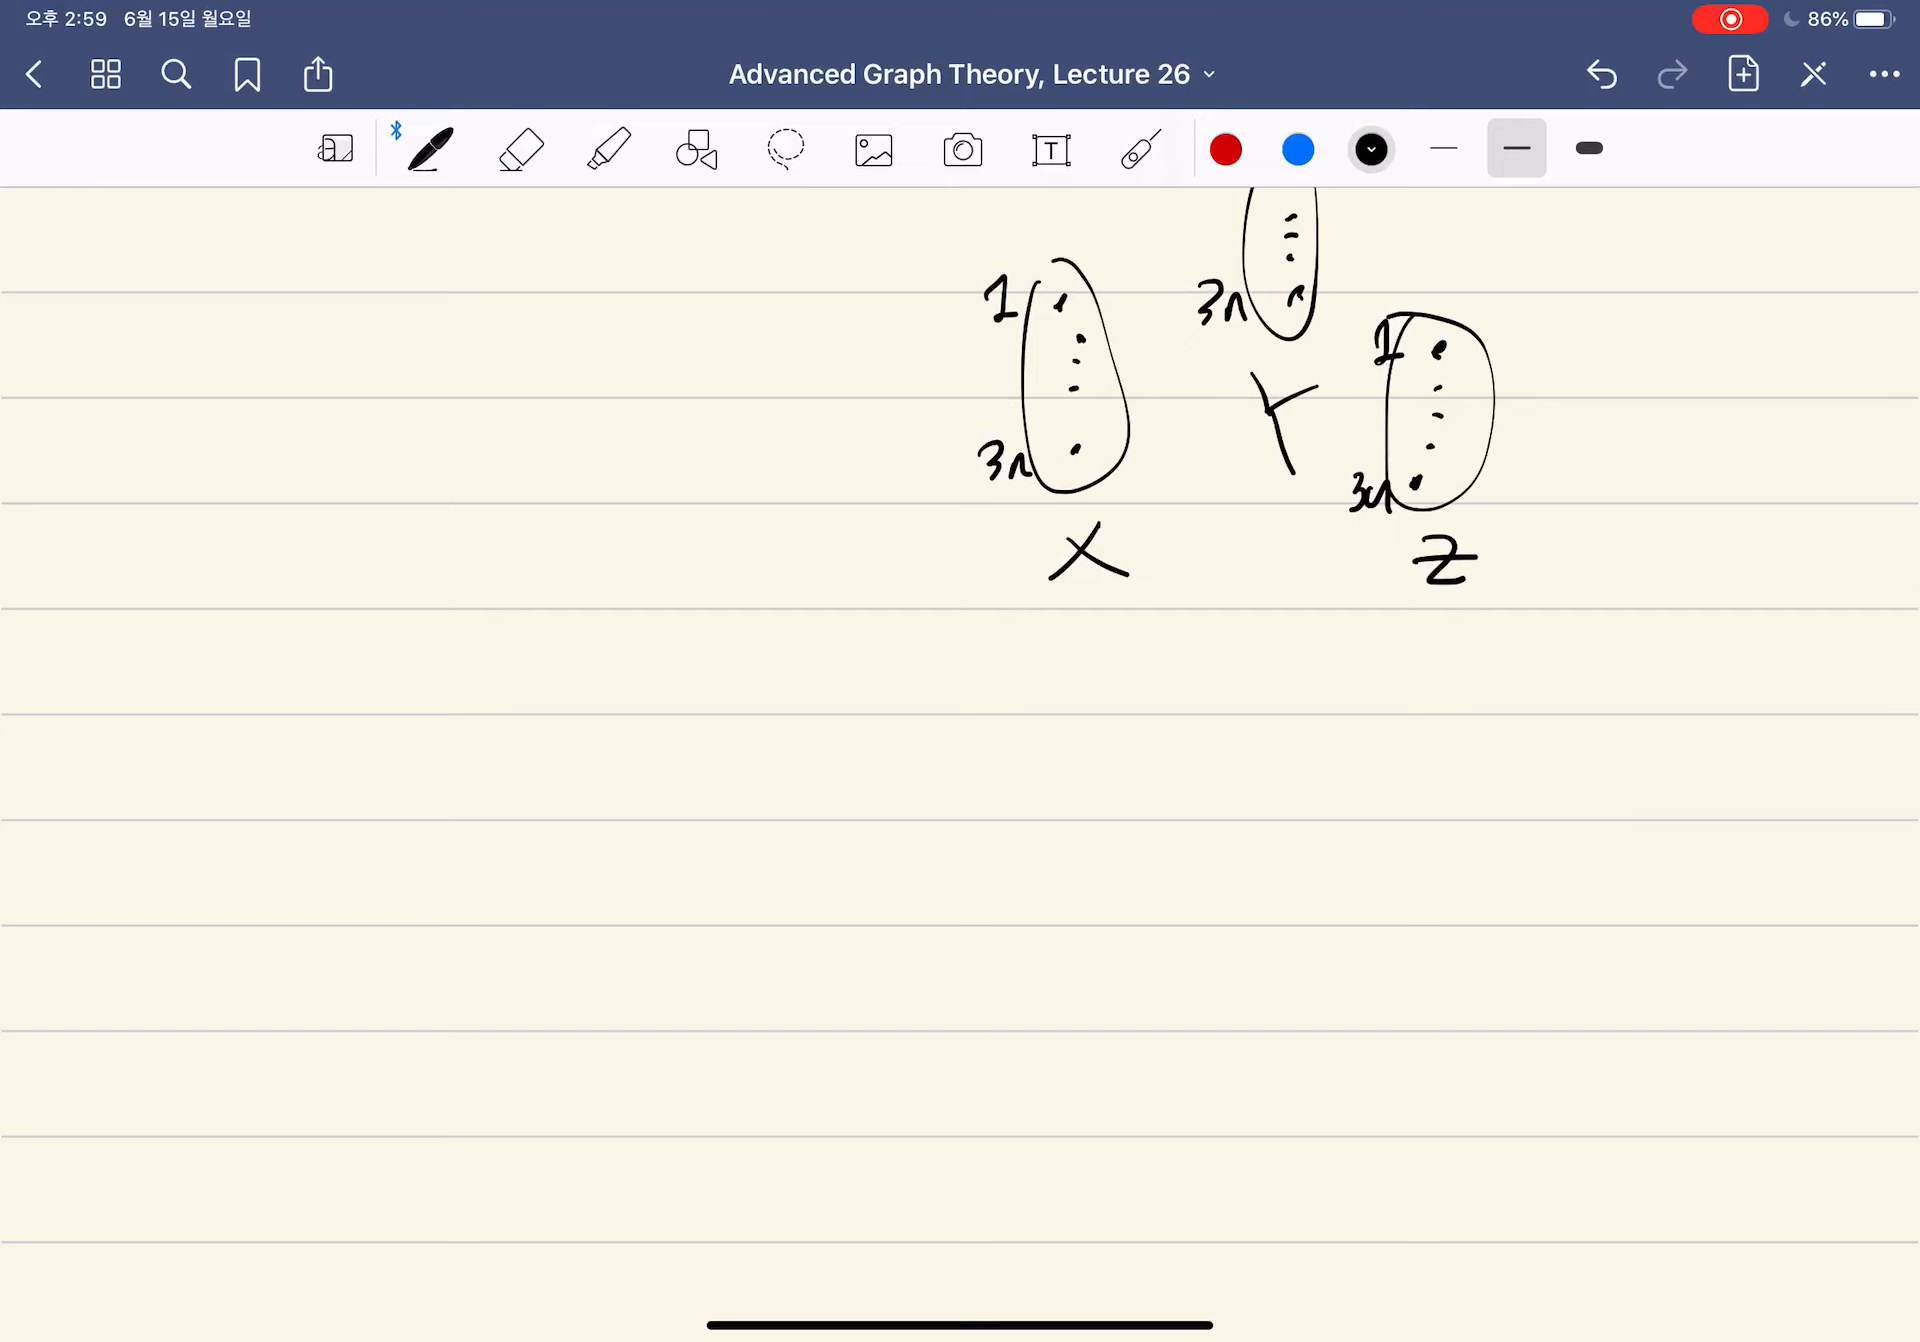 오후 2:59 6월 15일 월요일
86%
Advanced Graph Theory, Lecture 26
T
1
3n
1
3n
Y
3n
X
Z